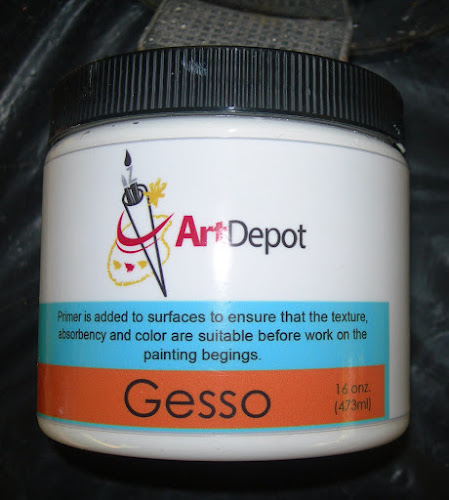 ArtDepot
Primer is added to surfaces to ensure that the texture,
absorbency and color are suitable before work on the
painting begings.
Gesso
16 onz.
(473ml)